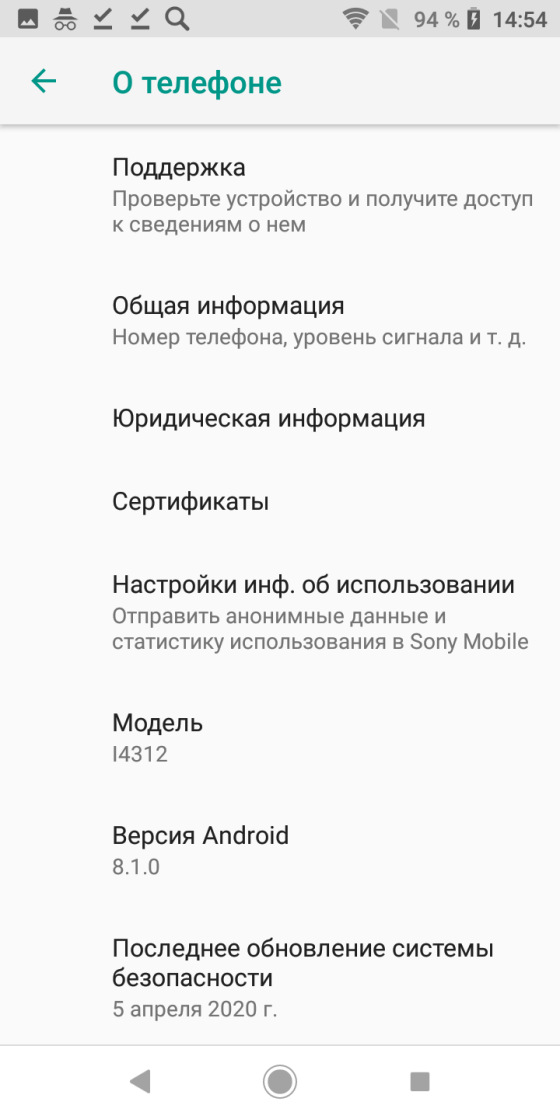 94 % 14:54
О телефоне
Поддержка
Проверьте устройство и получите доступ
к сведениям о нем
Общая информация
Номер телефона, уровень сигнала и т. д.
Юридическая информация
Сертификаты
Настройки инф. об использовании
Отправить анонимные данные и
статистику использования в Sony Mobile
Модель
I4312
Версия Android
8.1.0
Последнее обновление системы
безопасности
5 апреля 2020 г.